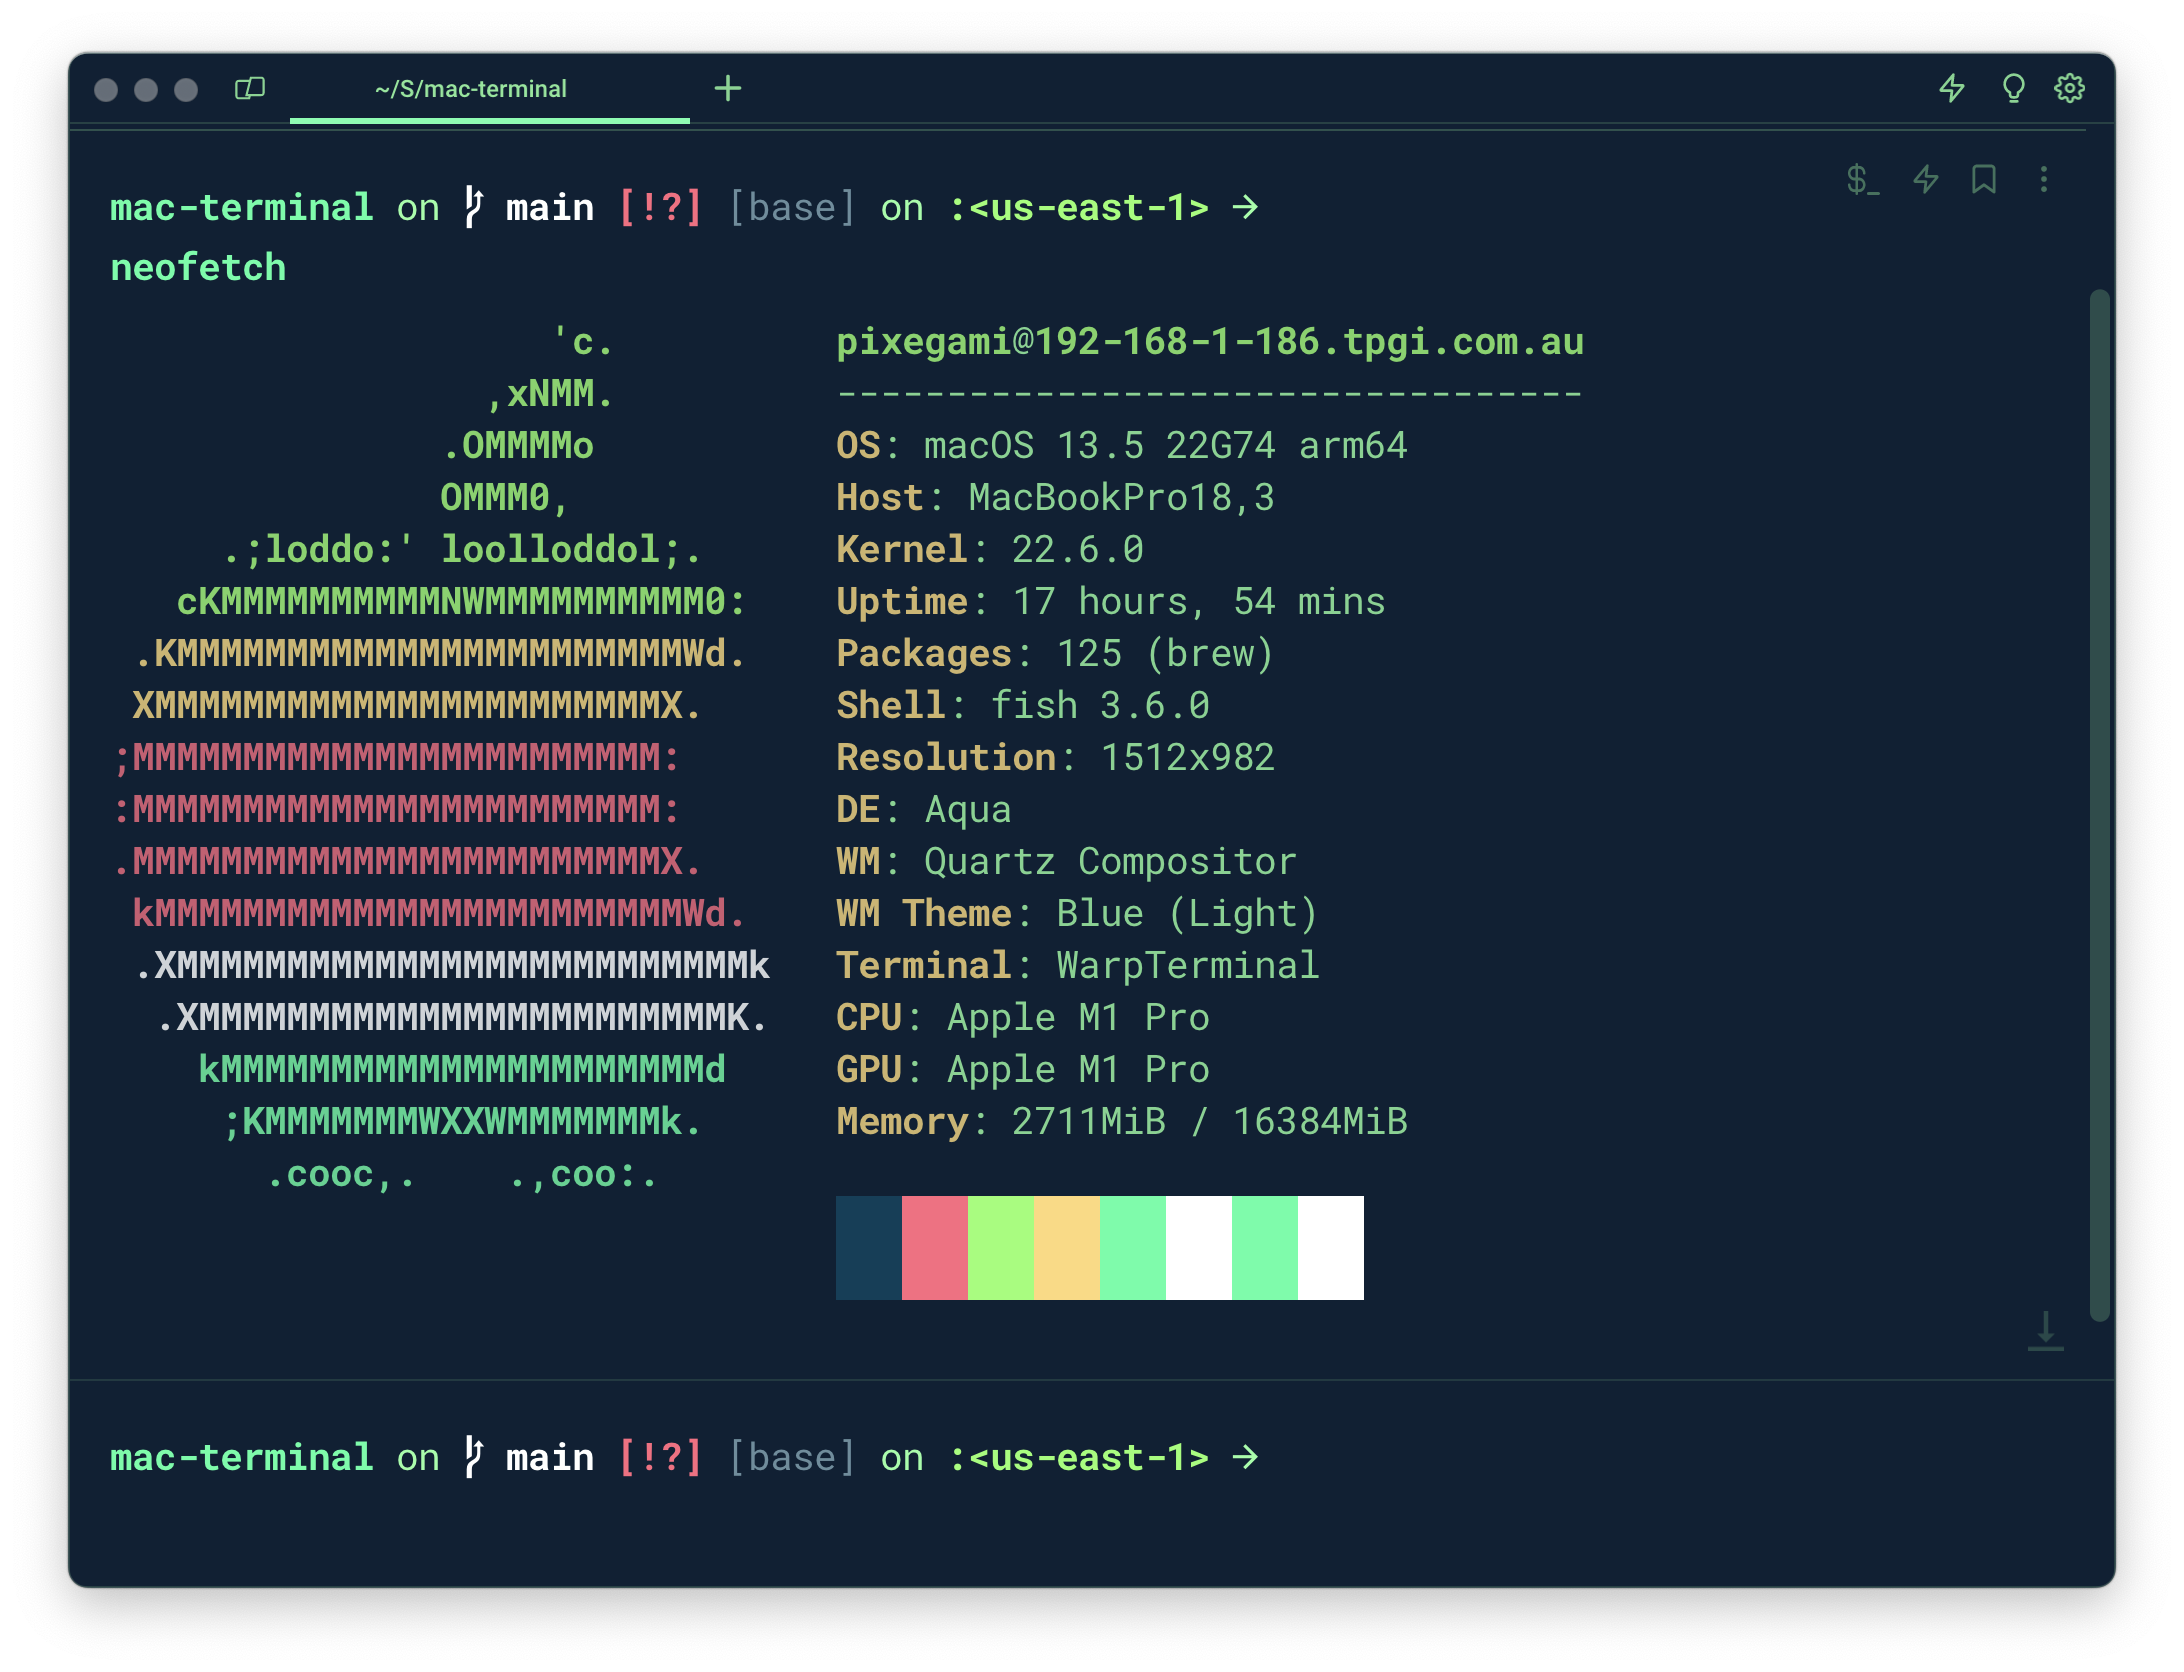 ~/S/mac-terminal
mac-terminal on main [!?] [base] on :<us-east-1> →
neofetch
'c. pixegami@192-168-1-186.tpgi.com.au
,xNMM. ----------------------------------
.OMMMMo OS: macOS 13.5 22G74 arm64
OMMM0, Host: MacBookPro18,3
.;loddo:' loolloddol;. Kernel: 22.6.0
cKMMMMMMMMMMNWMMMMMMMMMM0: Uptime: 17 hours, 54 mins
.KMMMMMMMMMMMMMMMMMMMMMMMWd. Packages: 125 (brew)
XMMMMMMMMMMMMMMMMMMMMMMMX. Shell: fish 3.6.0
;MMMMMMMMMMMMMMMMMMMMMMMM: Resolution: 1512x982
:MMMMMMMMMMMMMMMMMMMMMMMM: DE: Aqua
.MMMMMMMMMMMMMMMMMMMMMMMMX. WM: Quartz Compositor
kMMMMMMMMMMMMMMMMMMMMMMMMWd. WM Theme: Blue (Light)
.XMMMMMMMMMMMMMMMMMMMMMMMMMMk Terminal: WarpTerminal
.XMMMMMMMMMMMMMMMMMMMMMMMMK. CPU: Apple M1 Pro
kMMMMMMMMMMMMMMMMMMMMMMd GPU: Apple M1 Pro
;KMMMMMMMWXXWMMMMMMMk. Memory: 2711MiB / 16384MiB
.cooc,. .,coo:.
mac-terminal on main [!?] [base] on :<us-east-1> →